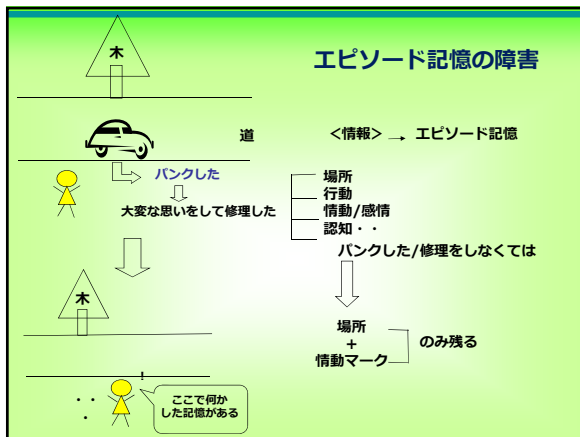 エピソード記憶の障害
木
道
＜情報＞ → エピソード記憶
パンクした
大変な思いをして修理した
場所
行動
情動/感情
認知・・
パンクした/修理をしなくては
木
場所
+
情動マーク
のみ残る
!
・・
・
ここで何か
した記憶がある